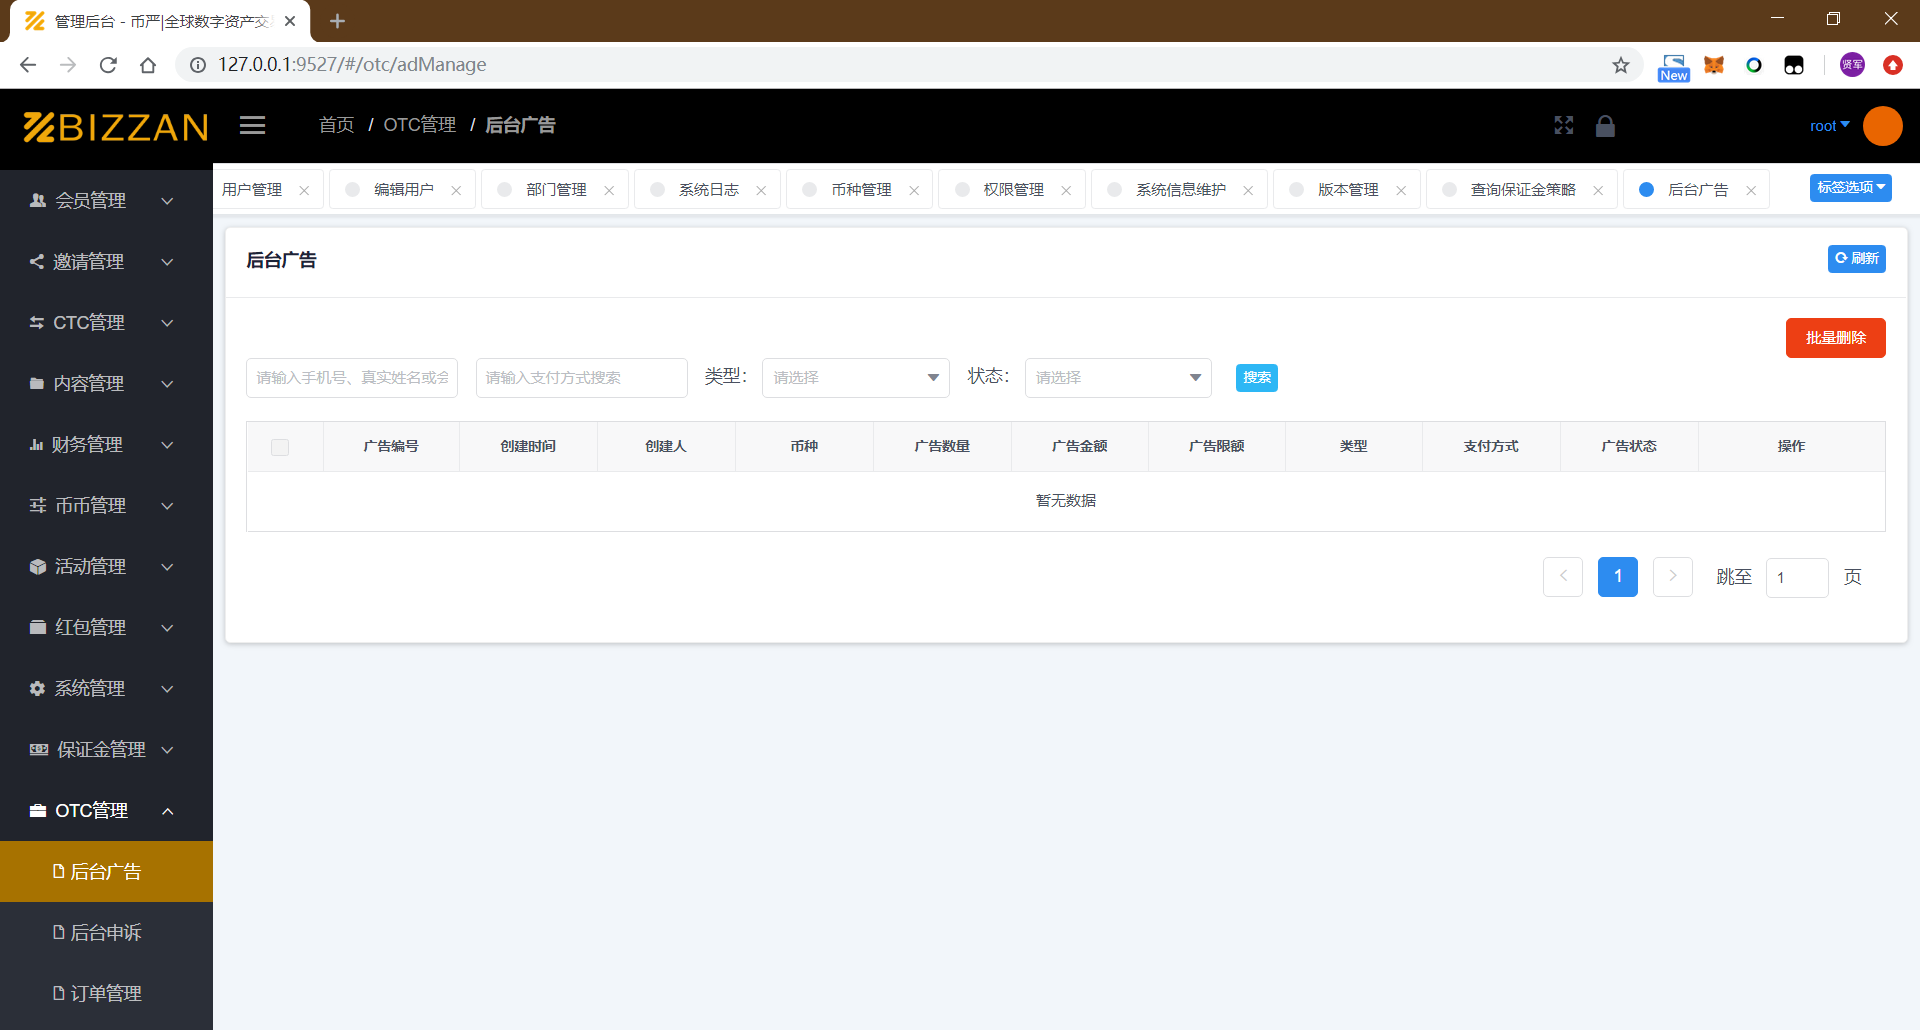 管理后台 - 币严|全球数字资产交
127.0.0.1:9527/#/otc/adManage
New
贤军
BIZZAN
首页 / OTC管理 / 后台广告
root
用户管理
编辑用户
部门管理
系统日志
币种管理
权限管理
系统信息维护
版本管理
查询保证金策略
后台广告
标签选项
会员管理
邀请管理
CTC管理
内容管理
财务管理
币币管理
活动管理
红包管理
系统管理
保证金管理
OTC管理
后台广告
后台申诉
订单管理
后台广告
刷新
批量删除
请输入手机号、真实姓名或会
请输入支付方式搜索
类型：
请选择
状态：
请选择
搜索
广告编号 创建时间 创建人 币种 广告数量 广告金额 广告限额 类型 支付方式 广告状态 操作
暂无数据
1 跳至 1 页